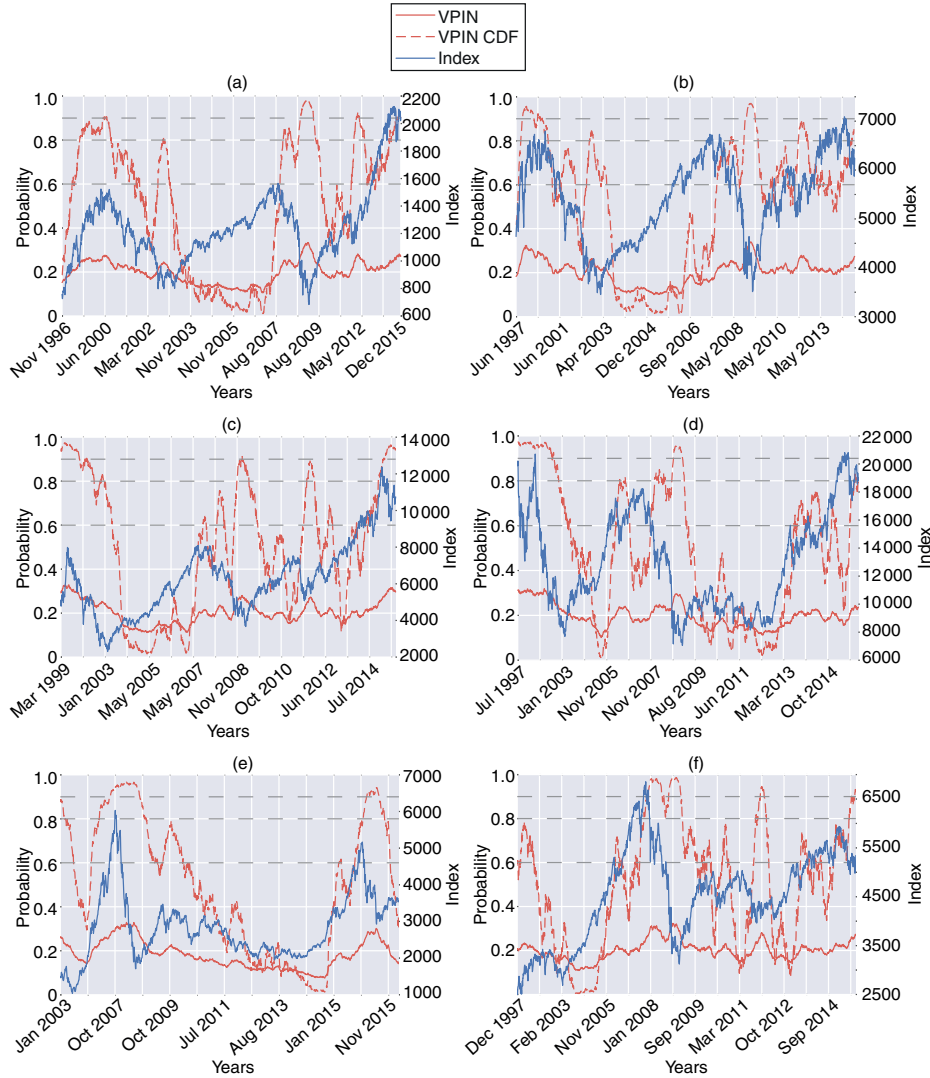 VPIN
VPIN CDF
Index
(a)
1.0
0.8
0.6
0.4
0.2
0
Probability
2200
2000
1800
1600
1400
1200
1000
800
600
Index
Nov 1996
Jun 2000
Mar 2002
Nov 2003
Nov 2005
Aug 2007
Aug 2009
May 2012
Dec 2015
Years
(b)
1.0
0.8
0.6
0.4
0.2
0
Probability
7000
6000
5000
4000
3000
Index
Jun 1997
Jun 2001
Apr 2003
Dec 2004
Sep 2006
May 2008
May 2010
May 2013
Years
(c)
1.0
0.8
0.6
0.4
0.2
0
Probability
14 000
12 000
10 000
8000
6000
4000
2000
Index
Mar 1999
Jan 2003
May 2005
May 2007
Nov 2008
Oct 2010
Jun 2012
Jul 2014
Years
(d)
1.0
0.8
0.6
0.4
0.2
0
Probability
22 000
20 000
18 000
16 000
14 000
12 000
10 000
8000
6000
Index
Jul 1997
Jan 2003
Nov 2005
Nov 2007
Aug 2009
Jun 2011
Mar 2013
Oct 2014
Years
(e)
1.0
0.8
0.6
0.4
0.2
0
Probability
7000
6000
5000
4000
3000
2000
1000
Index
Jan 2003
Oct 2007
Oct 2009
Jul 2011
Aug 2013
Jan 2015
Nov 2015
Years
(f)
1.0
0.8
0.6
0.4
0.2
0
Probability
6500
5500
4500
3500
2500
Index
Dec 1997
Feb 2003
Nov 2005
Jan 2008
Sep 2009
Mar 2011
Oct 2012
Sep 2014
Years